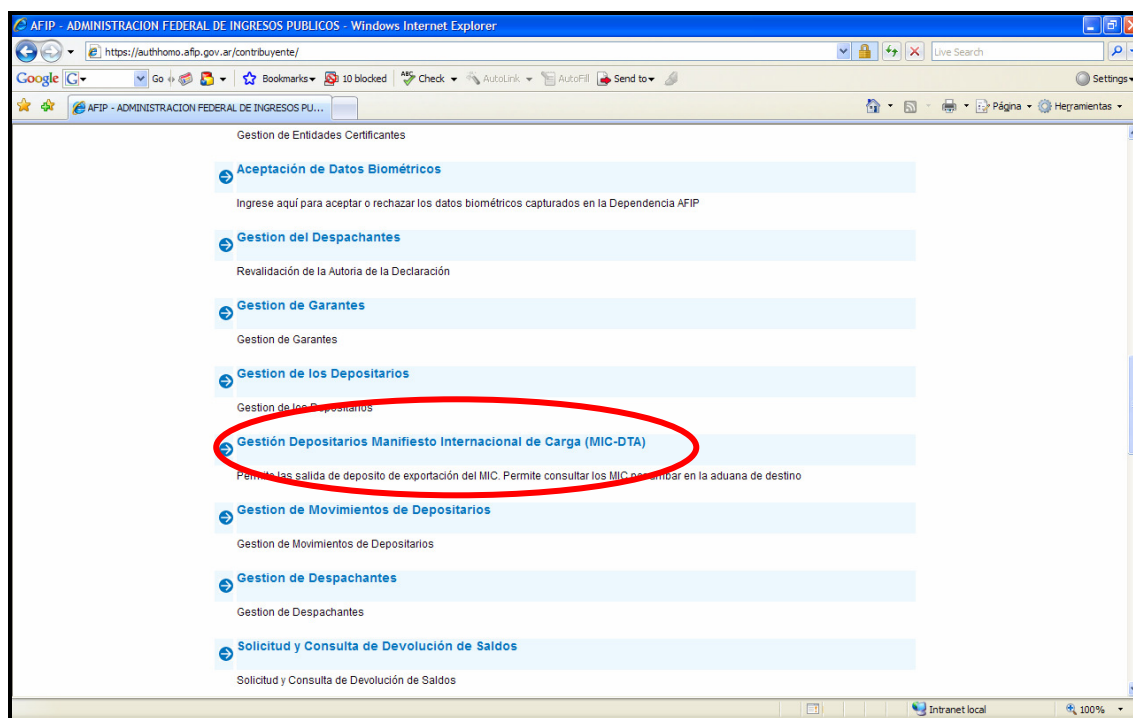 AFIP - ADMINISTRACION FEDERAL DE INGRESOS PUBLICOS - Windows Internet Explorer
https://authhomo.afip.gov.ar/contribuyente/
Live Search
Google G Go Bookmarks 10 blocked ABC Check AutoLink AutoFill Send to Settings
AFIP - ADMINISTRACION FEDERAL DE INGRESOS PU... Página Herramientas
Gestion de Entidades Certificantes
Aceptación de Datos Biométricos
Ingrese aquí para aceptar o rechazar los datos biométricos capturados en la Dependencia AFIP
Gestion del Despachantes
Revalidación de la Autoria de la Declaración
Gestion de Garantes
Gestion de Garantes
Gestion de los Depositarios
Gestion de los Depositarios
Gestión Depositarios Manifiesto Internacional de Carga (MIC-DTA)
Permite las salida de deposito de exportación del MIC. Permite consultar los MIC por arribar en la aduana de destino
Gestion de Movimientos de Depositarios
Gestion de Movimientos de Depositarios
Gestion de Despachantes
Gestion de Despachantes
Solicitud y Consulta de Devolución de Saldos
Solicitud y Consulta de Devolución de Saldos
Intranet local 100%